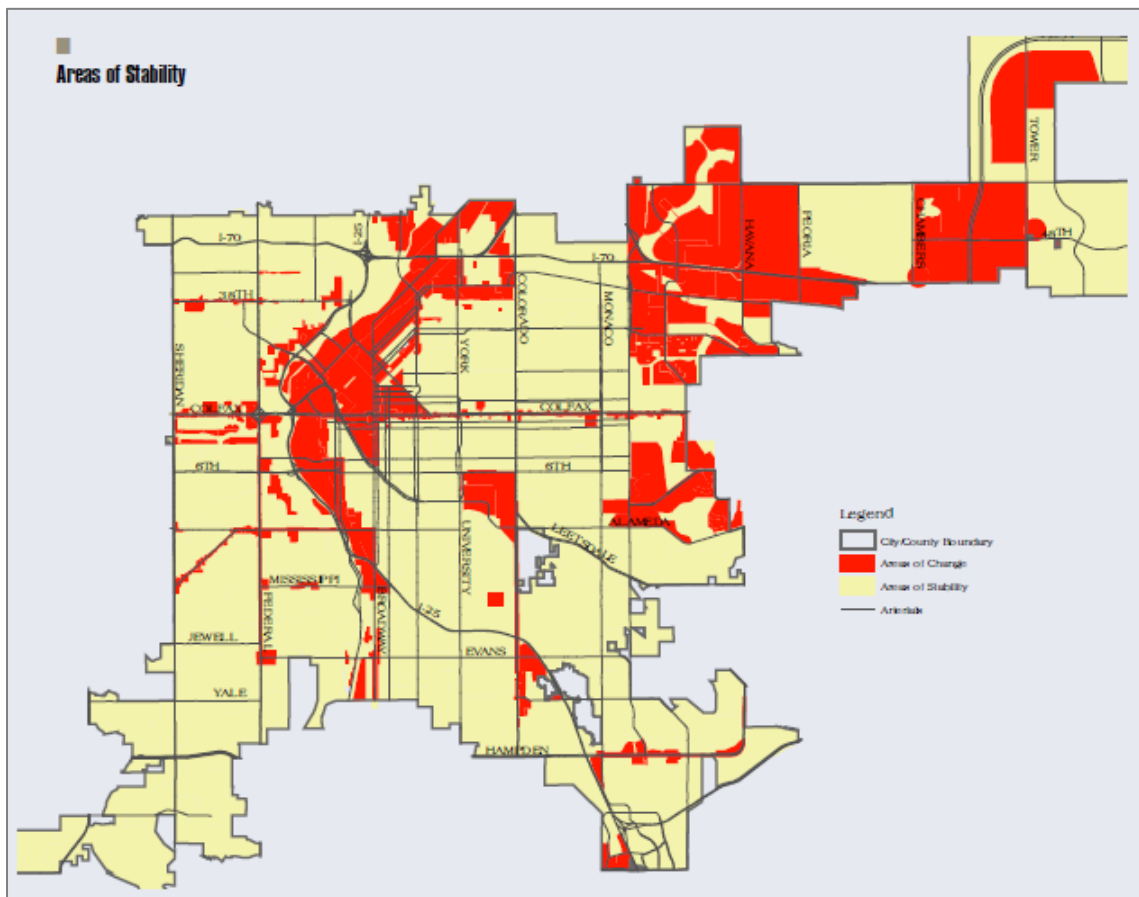 Areas of Stability
TOWER
I-70
I-25
HAVANA
PEORIA
CHAMBERS
48TH
I-70
38TH
COLORADO
MONACO
SHERIDAN
YORK
COLFAX
COLFAX
6TH
6TH
ALAMEDA
LEETSDALE
UNIVERSITY
MISSISSIPPI
FEDERAL
BROADWAY
I-25
JEWELL
EVANS
YALE
HAMPDEN
Legend
City/County Boundary
Areas of Change
Areas of Stability
Arterials